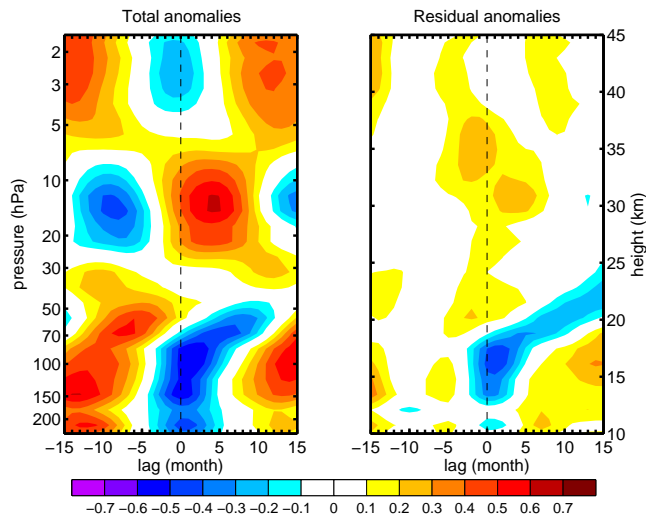 Total anomalies
Residual anomalies
2
3
5
10
20
30
50
70
100
150
200
pressure (hPa)
45
40
35
30
25
20
15
10
height (km)
−15 −10 −5 0 5 10 15
−15 −10 −5 0 5 10 15
lag (month)
lag (month)
−0.7 −0.6 −0.5 −0.4 −0.3 −0.2 −0.1 0 0.1 0.2 0.3 0.4 0.5 0.6 0.7